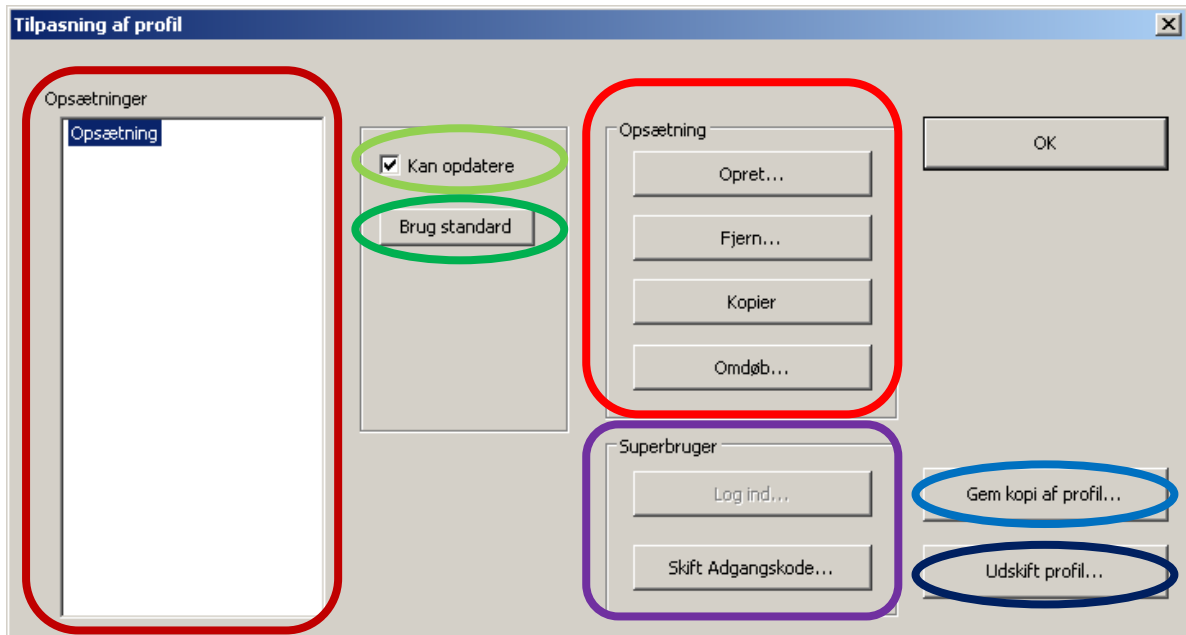 Tilpasning af profil
Opsætninger
Opsætning
Kan opdatere
Brug standard
Opsætning
Opret...
Fjern...
Kopier
Omdøb...
Superbruger
Log ind...
Skift Adgangskode...
OK
Gem kopi af profil...
Udskift profil...